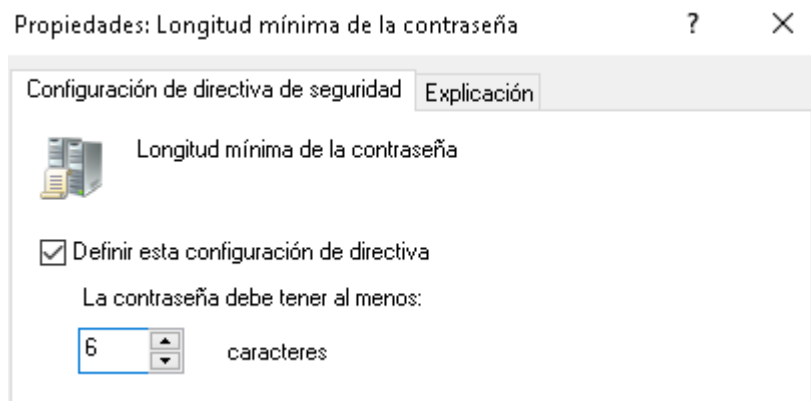 Propiedades: Longitud mínima de la contraseña ?
Configuración de directiva de seguridad Explicación
Longitud mínima de la contraseña
Definir esta configuración de directiva
La contraseña debe tener al menos:
6 caracteres